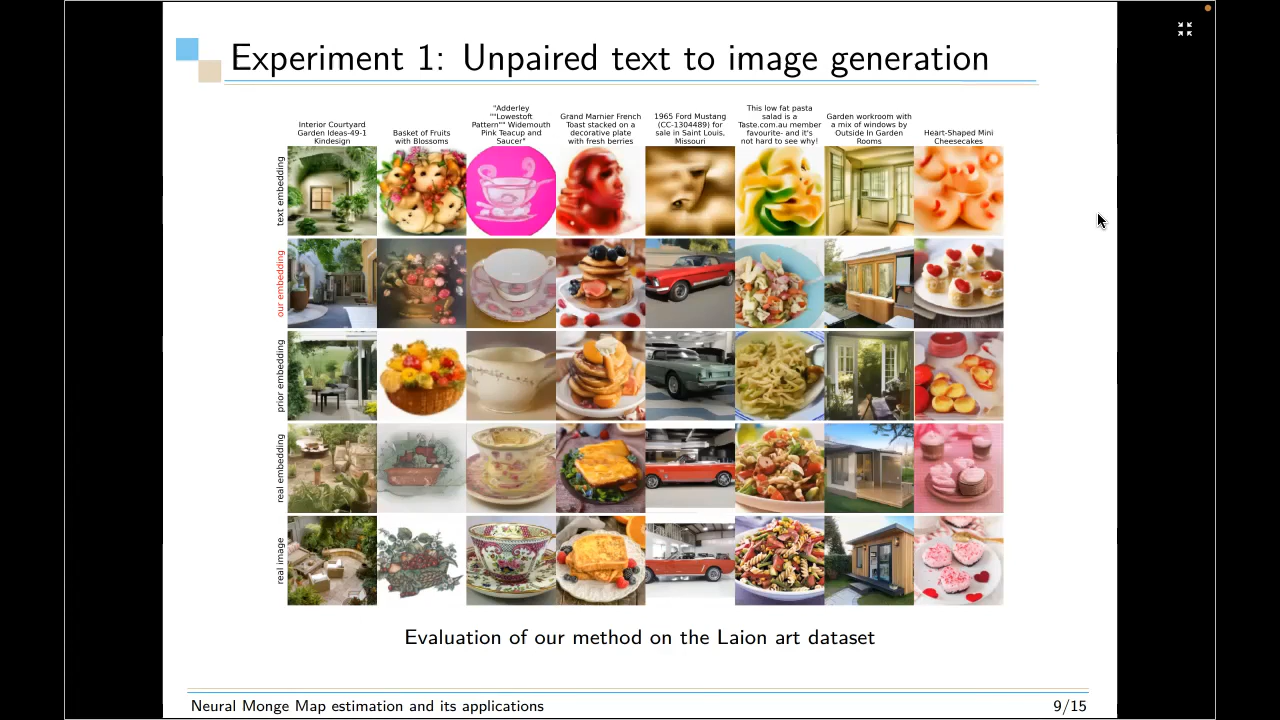 Experiment 1: Unpaired text to image generation
Interior Courtyard
Garden Ideas-49-1
Kindesign
Basket of Fruits
with Blossoms
"Adderley
""Lowestoft
Pattern"" Widemouth
Pink Teacup and
Saucer"
Grand Marnier French
Toast stacked on a
decorative plate
with fresh berries
1965 Ford Mustang
(CC-1304489) for
sale in Saint Louis,
Missouri
This low fat pasta
salad is a
Taste.com.au member
favourite- and it's
not hard to see why!
Garden workroom with
a mix of windows by
Outside In Garden
Rooms
Heart-Shaped Mini
Cheesecakes
text embedding
our embedding
prior embedding
real embedding
real image
Evaluation of our method on the Laion art dataset
Neural Monge Map estimation and its applications
9/15